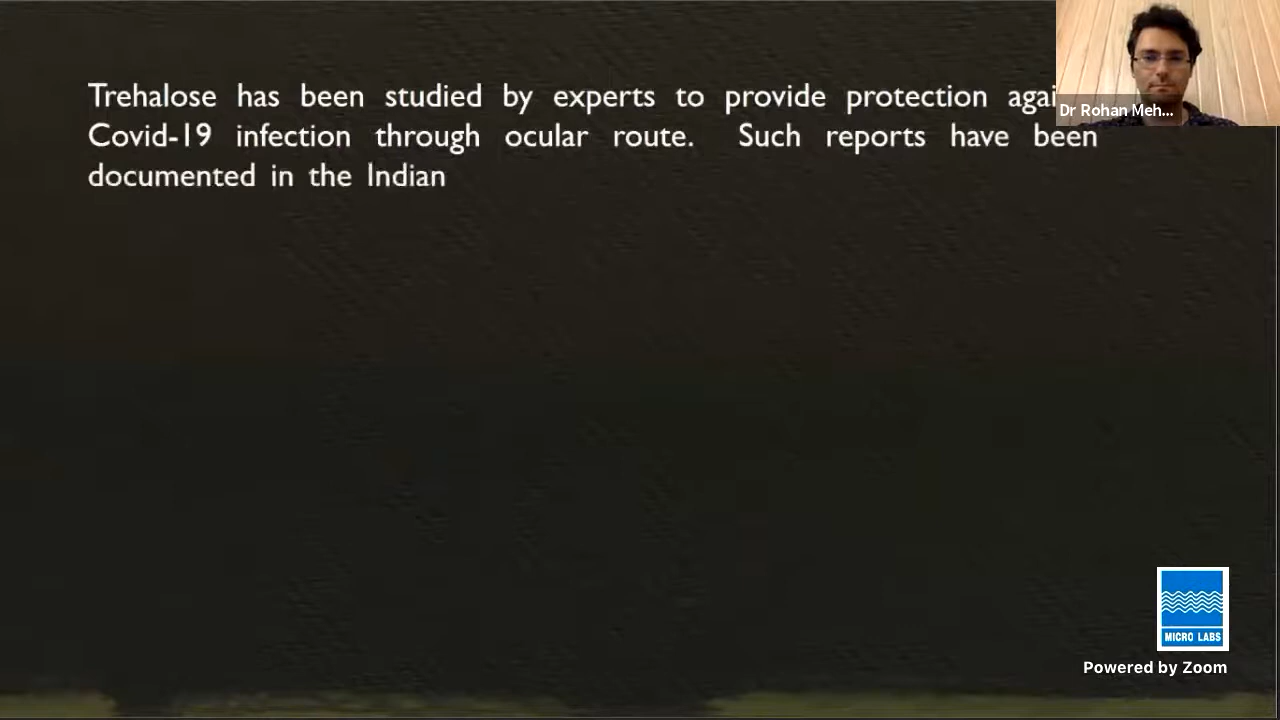 Trehalose has been studied by experts to provide protection
Covid-19 infection through ocular route. Such reports have been
documented in the Indian
Dr Rohan Meh...
MICRO LABS
Powered by Zoom